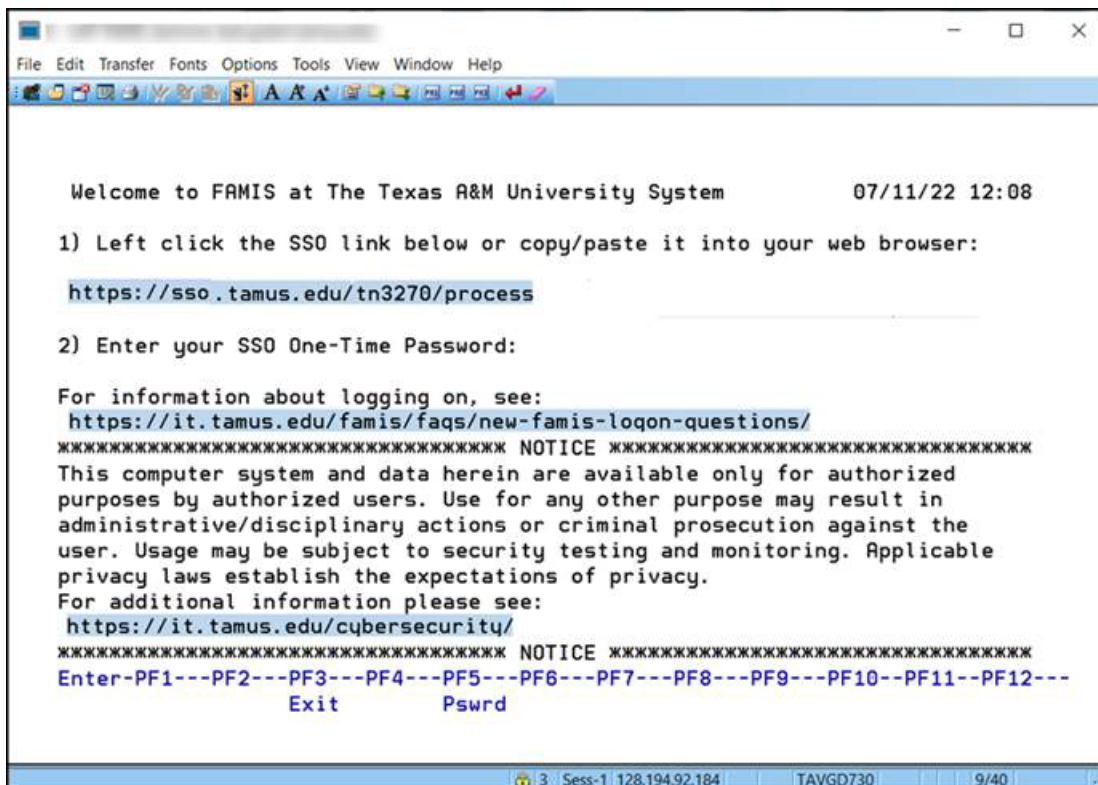 File Edit Transfer Fonts Options Tools View Window Help
Welcome to FAMIS at The Texas A&M University System 07/11/22 12:08
1) Left click the SSO link below or copy/paste it into your web browser:
https://sso.tamus.edu/tn3270/process
2) Enter your SSO One-Time Password:
For information about logging on, see:
https://it.tamus.edu/famis/faqs/new-famis-logon-questions/
*********************************** NOTICE *********************************
This computer system and data herein are available only for authorized
purposes by authorized users. Use for any other purpose may result in
administrative/disciplinary actions or criminal prosecution against the
user. Usage may be subject to security testing and monitoring. Applicable
privacy laws establish the expectations of privacy.
For additional information please see:
https://it.tamus.edu/cybersecurity/
*********************************** NOTICE *********************************
Enter-PF1---PF2---PF3---PF4---PF5---PF6---PF7---PF8---PF9---PF10--PF11--PF12---
Exit Pswrd
3 Sess-1 128.194.92.184 TAVGD730 9/40